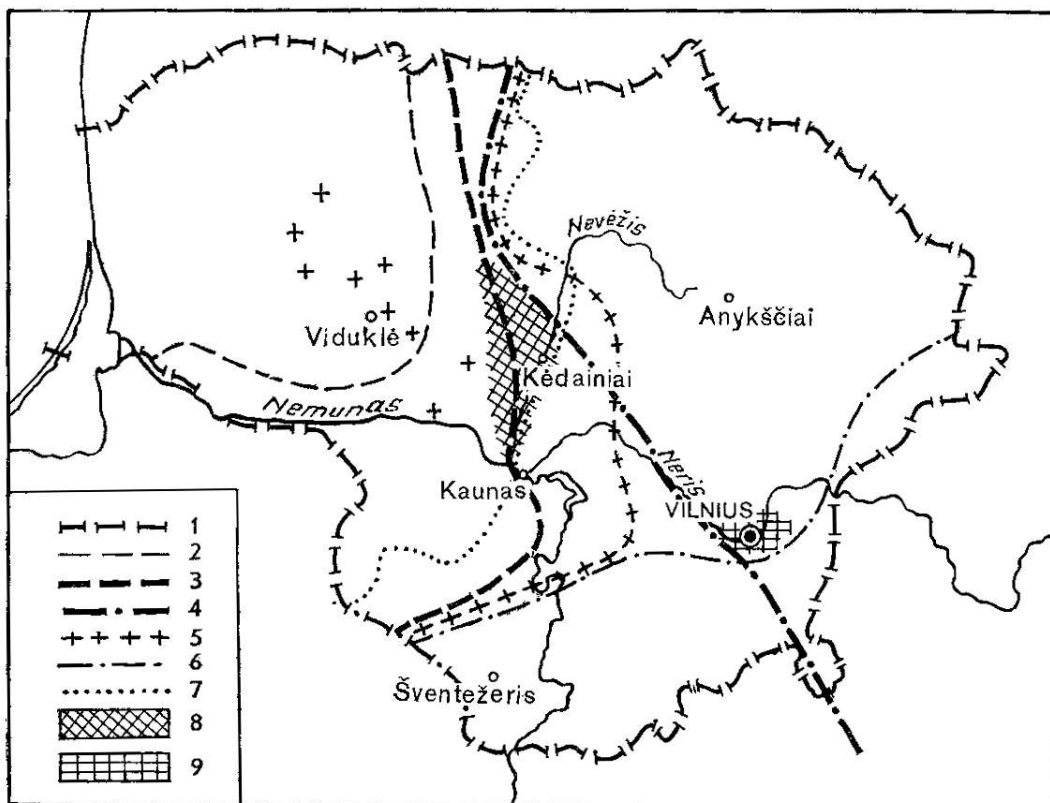 Nevėžis
Anykščiai
Viduklė
Kėdainiai
Nemunas
Neris
Kaunas
VILNIUS
Šventežeris
1
2
3
4
5
6
7
8
9